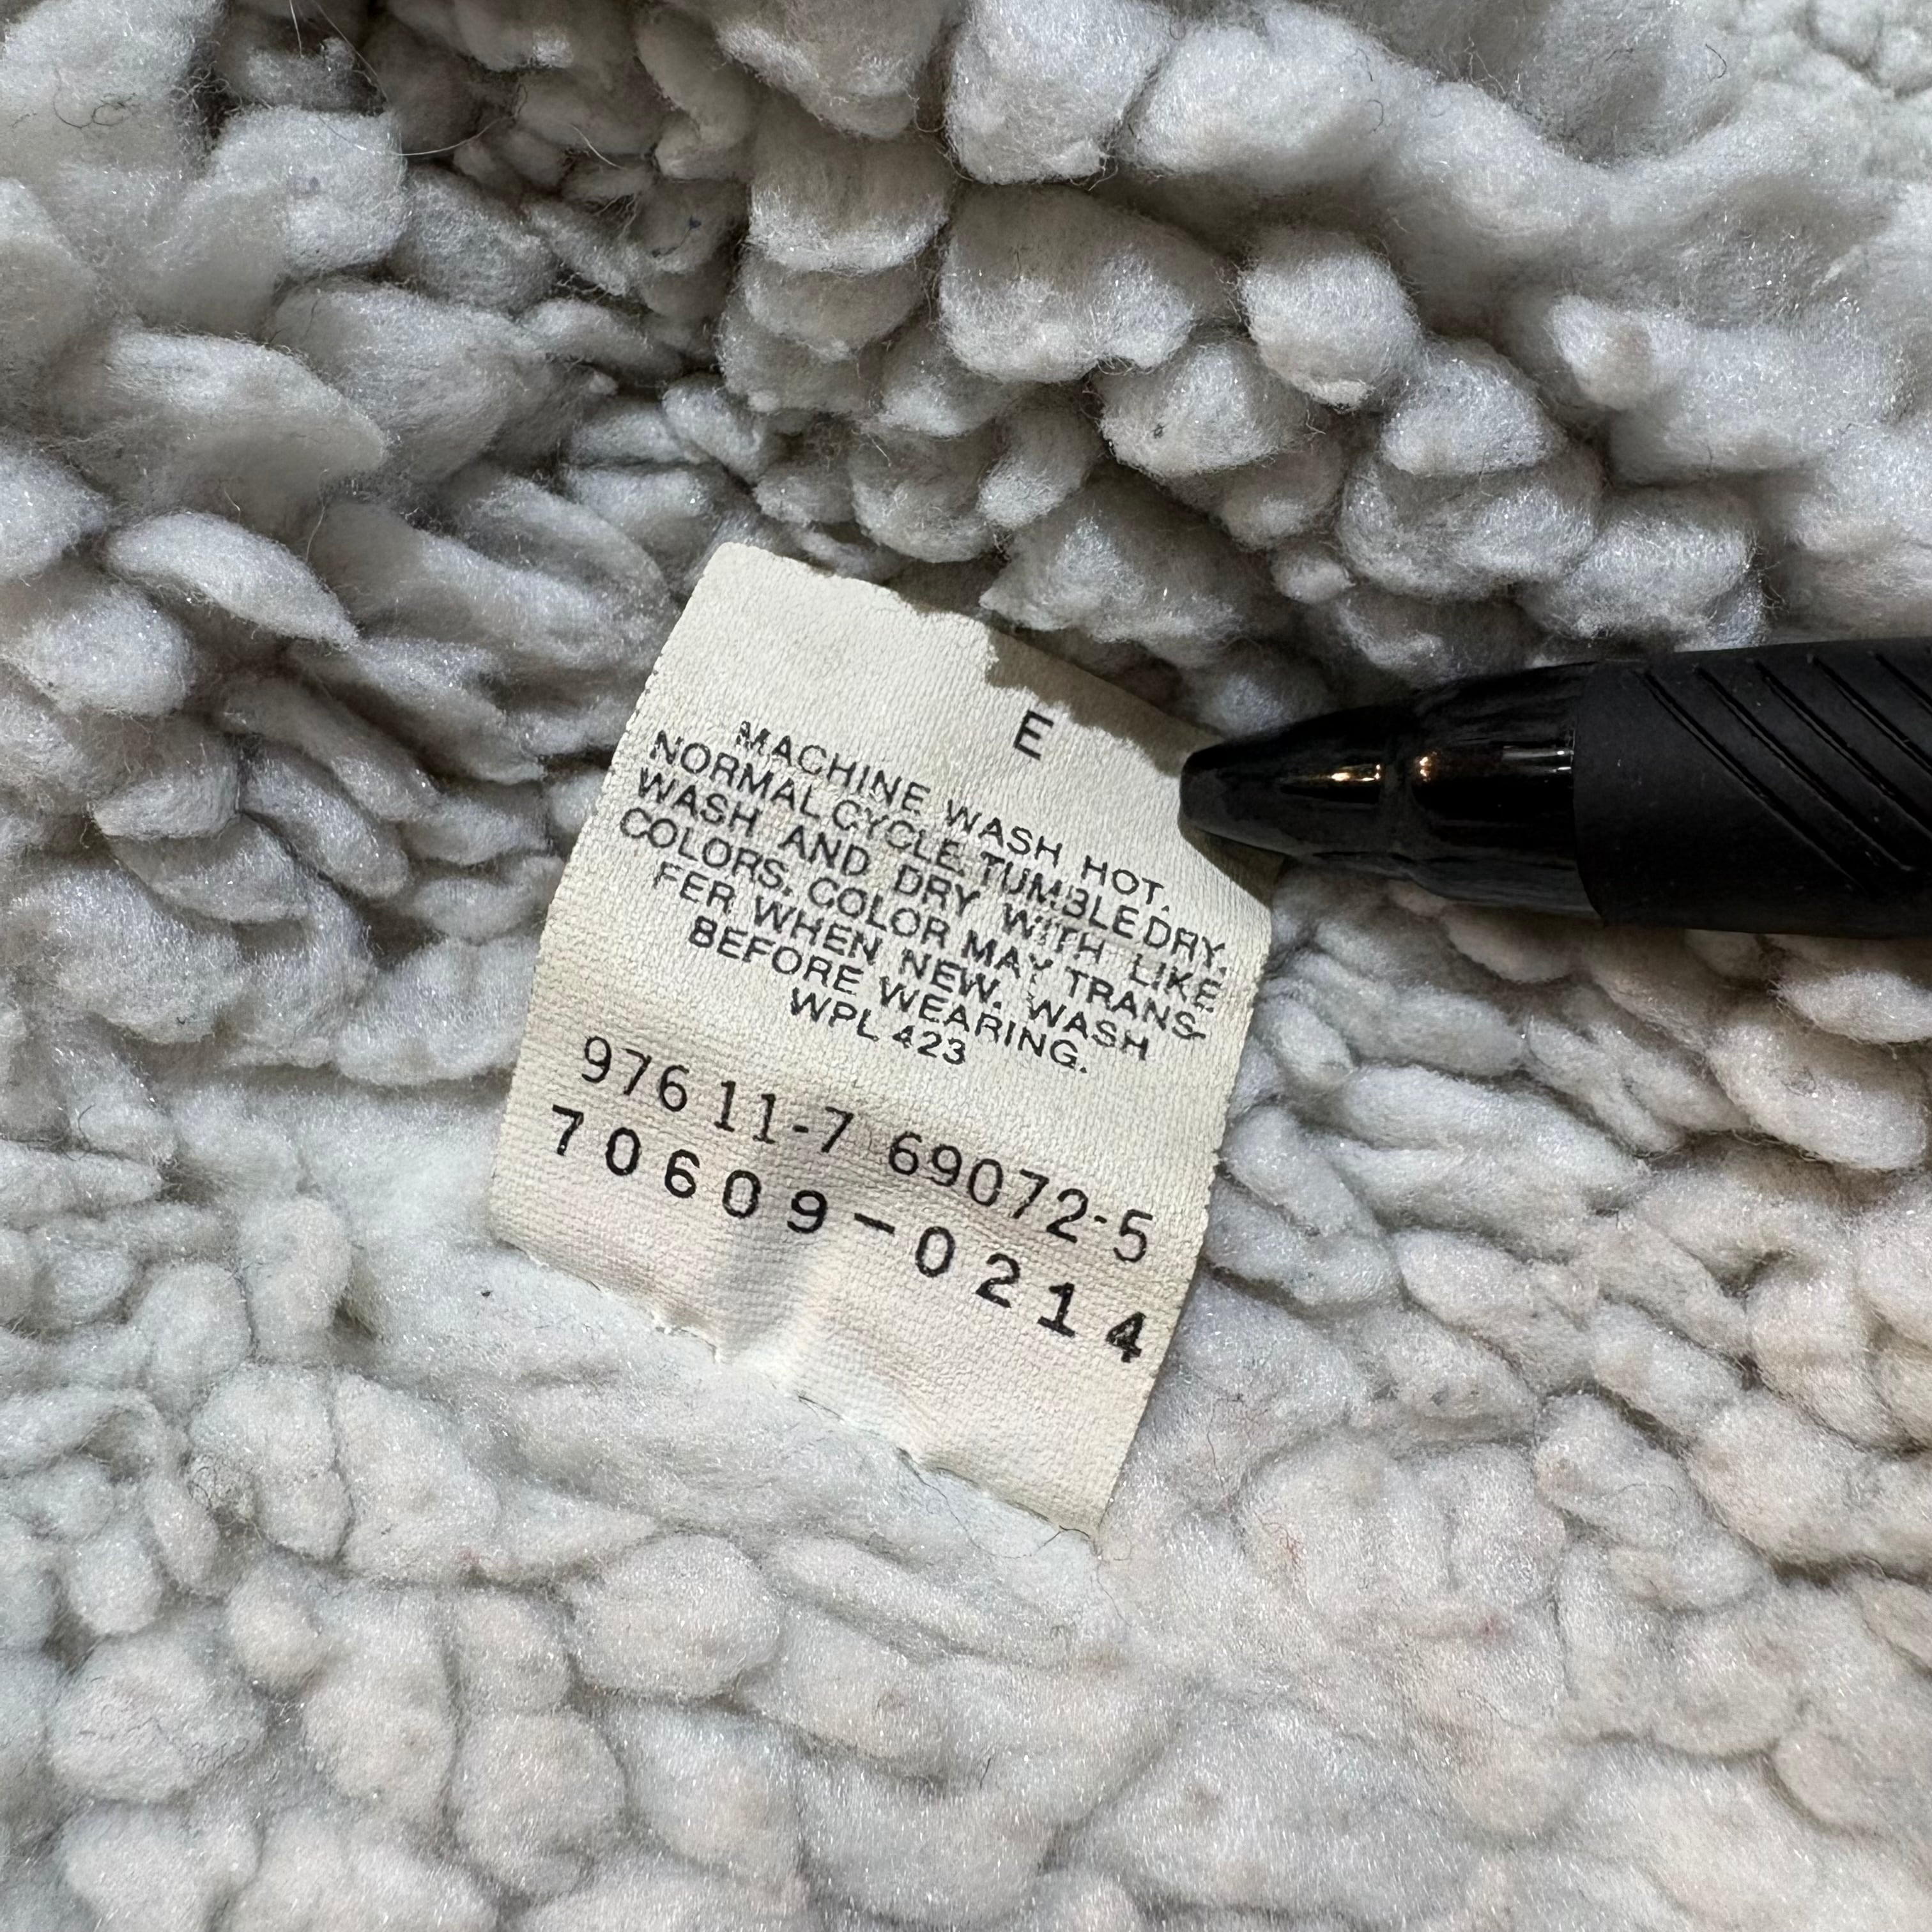 E
MACHINE WASH HOT.
NORMAL CYCLE. TUMBLE DRY.
WASH AND DRY WITH LIKE
COLORS. COLOR MAY TRANS-
FER WHEN NEW. WASH
BEFORE WEARING.
WPL 423
97611-7 69072-5
70609-0214